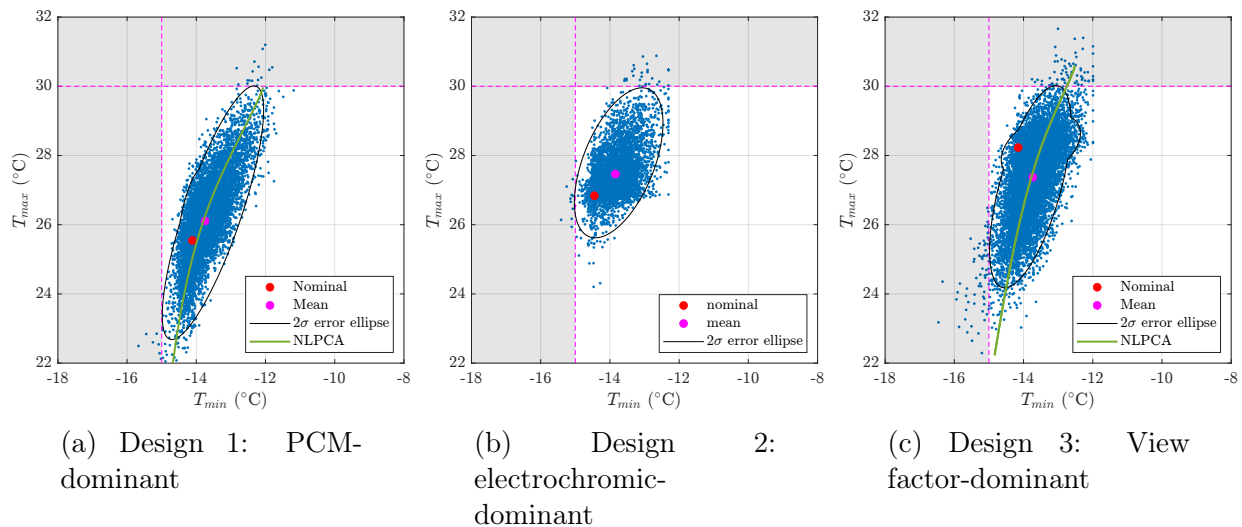 32
30
28
26
24
22
T_max (°C)
-18 -16 -14 -12 -10 -8
T_min (°C)
Nominal
Mean
2σ error ellipse
NLPCA
(a) Design 1: PCM-
dominant
32
30
28
26
24
22
T_max (°C)
-18 -16 -14 -12 -10 -8
T_min (°C)
nominal
mean
2σ error ellipse
(b) Design 2:
electrochromic-
dominant
32
30
28
26
24
22
T_max (°C)
-18 -16 -14 -12 -10 -8
T_min (°C)
Nominal
Mean
2σ error ellipse
NLPCA
(c) Design 3: View
factor-dominant